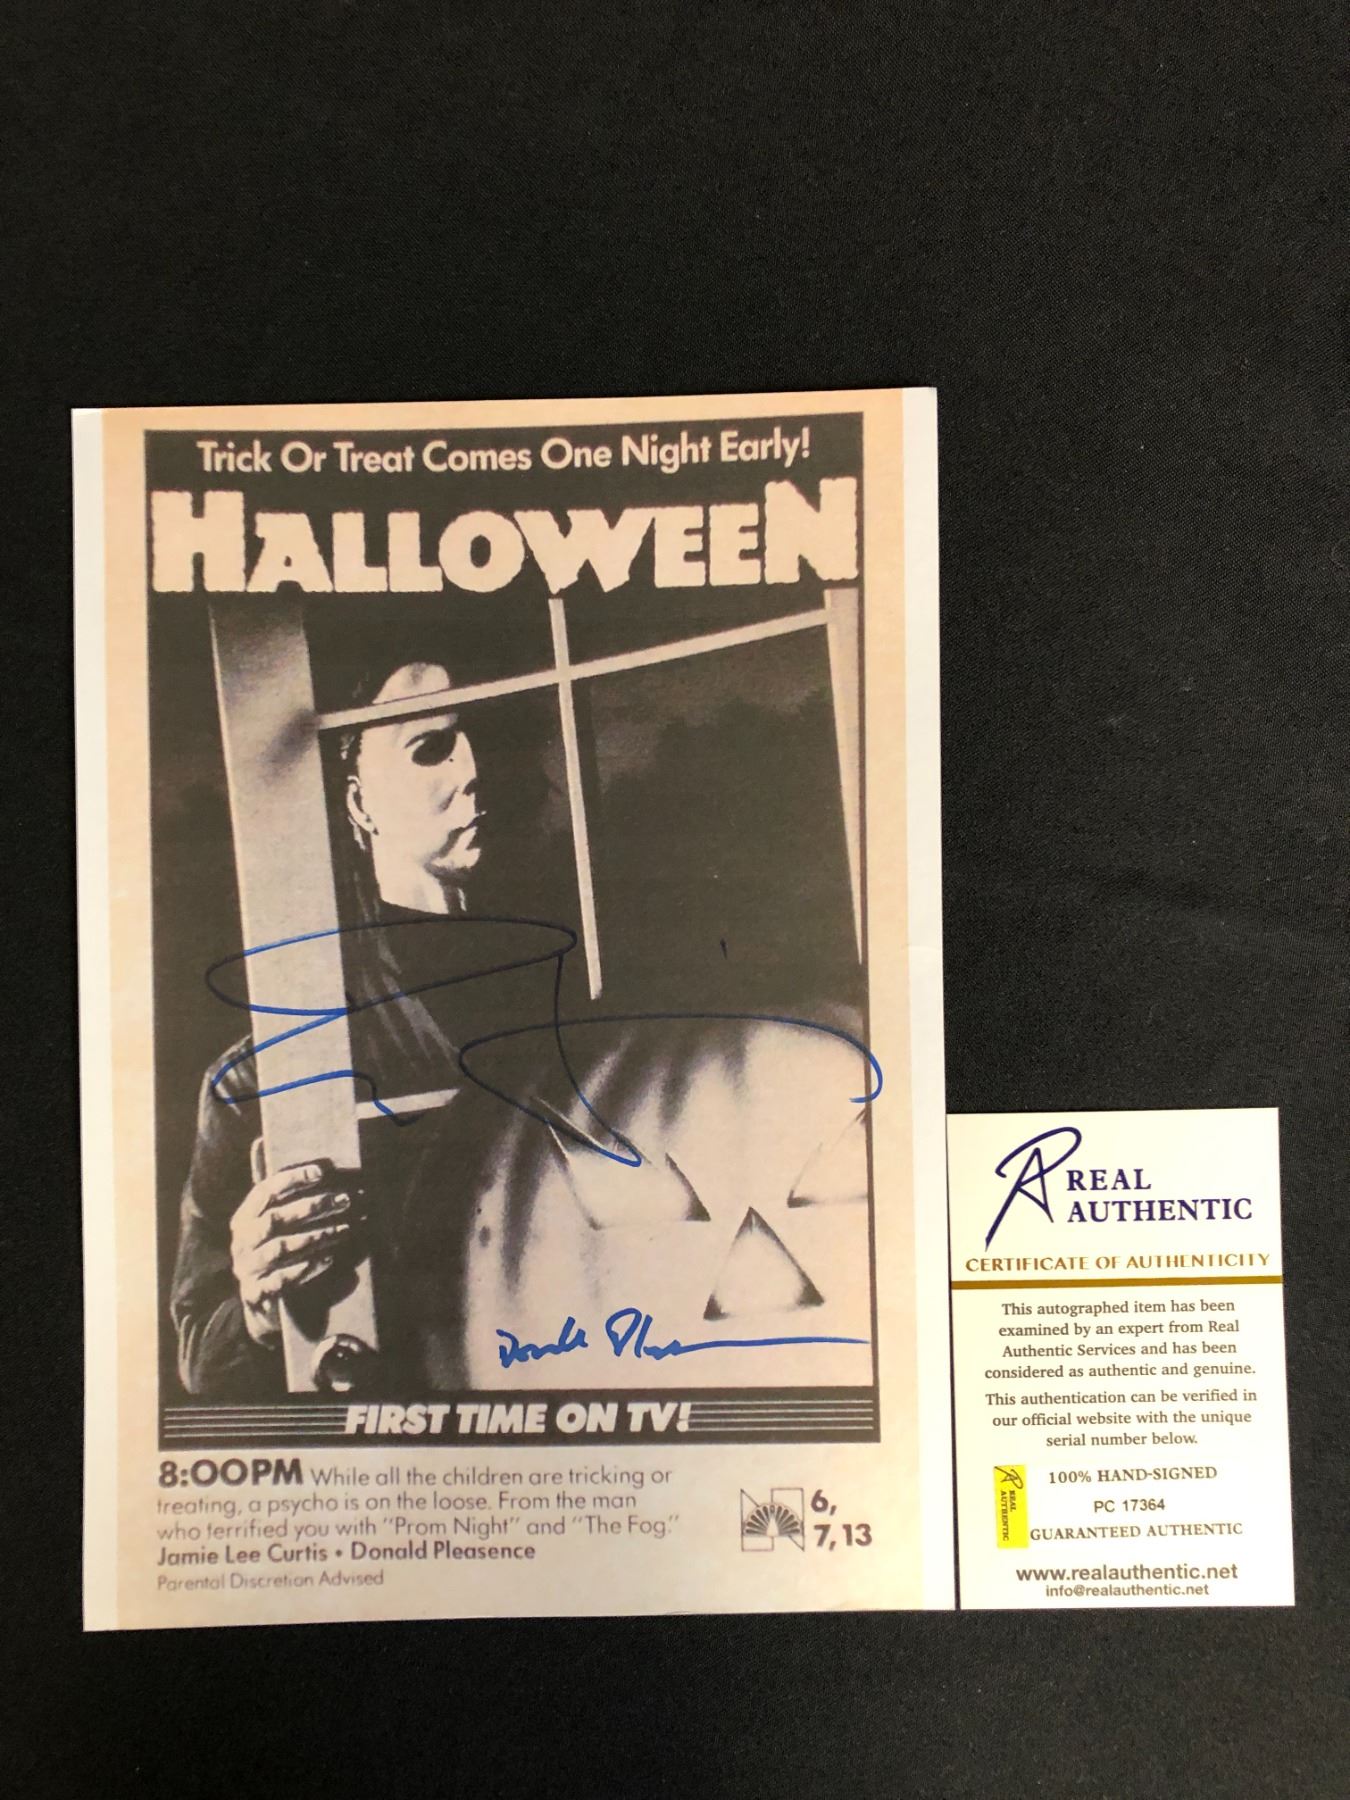 Trick Or Treat Comes One Night Early!
HALLOWEEN
Donald Pleasence
FIRST TIME ON TV!
8:00PM While all the children are tricking or
treating, a psycho is on the loose. From the man
who terrified you with "Prom Night" and "The Fog."
Jamie Lee Curtis • Donald Pleasence
Parental Discretion Advised
6,
7, 13
REAL
AUTHENTIC
CERTIFICATE OF AUTHENTICITY
This autographed item has been
examined by an expert from Real
Authentic Services and has been
considered as authentic and genuine.
This authentication can be verified in
our official website with the unique
serial number below.
REAL
AUTHENTIC
100% HAND-SIGNED
PC 17364
GUARANTEED AUTHENTIC
www.realauthentic.net
info@realauthentic.net